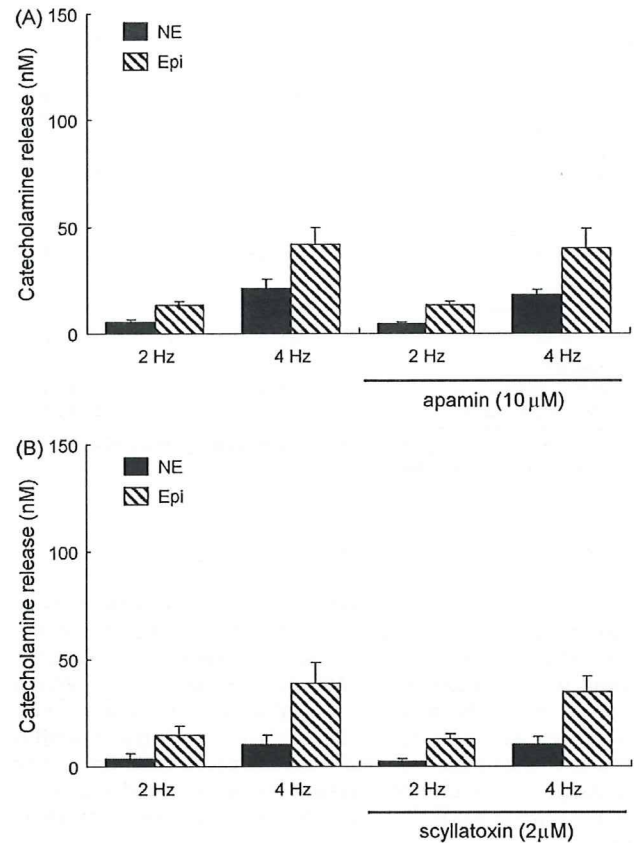 (A)
NE
Epi
Catecholamine release (nM)
150
100
50
0
2 Hz 4 Hz 2 Hz 4 Hz
apamin (10 μM)
(B)
NE
Epi
Catecholamine release (nM)
150
100
50
0
2 Hz 4 Hz 2 Hz 4 Hz
scyllatoxin (2μM)